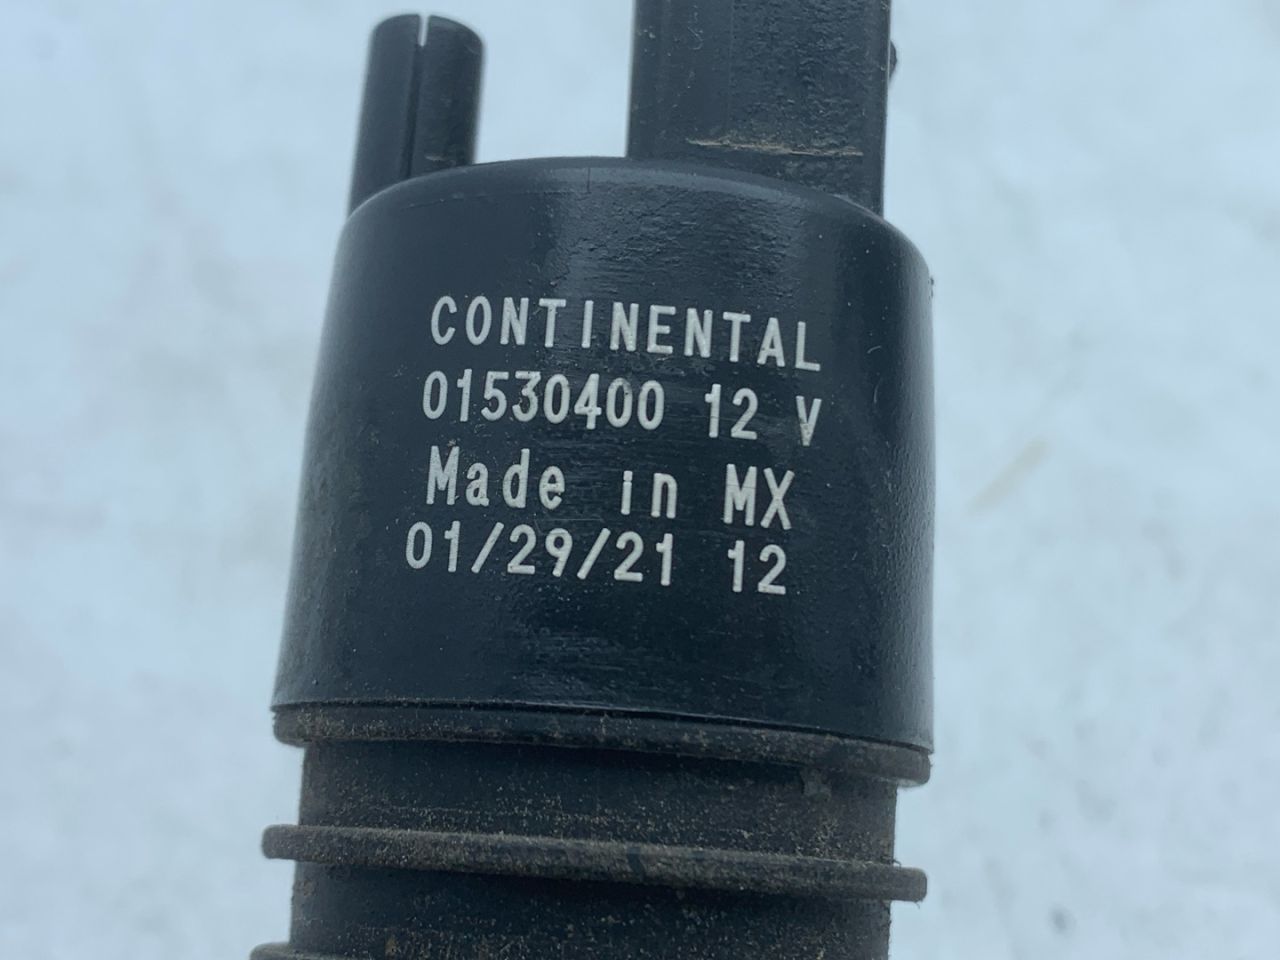 CONTINENTAL
01530400 12 V
Made in MX
01/29/21 12